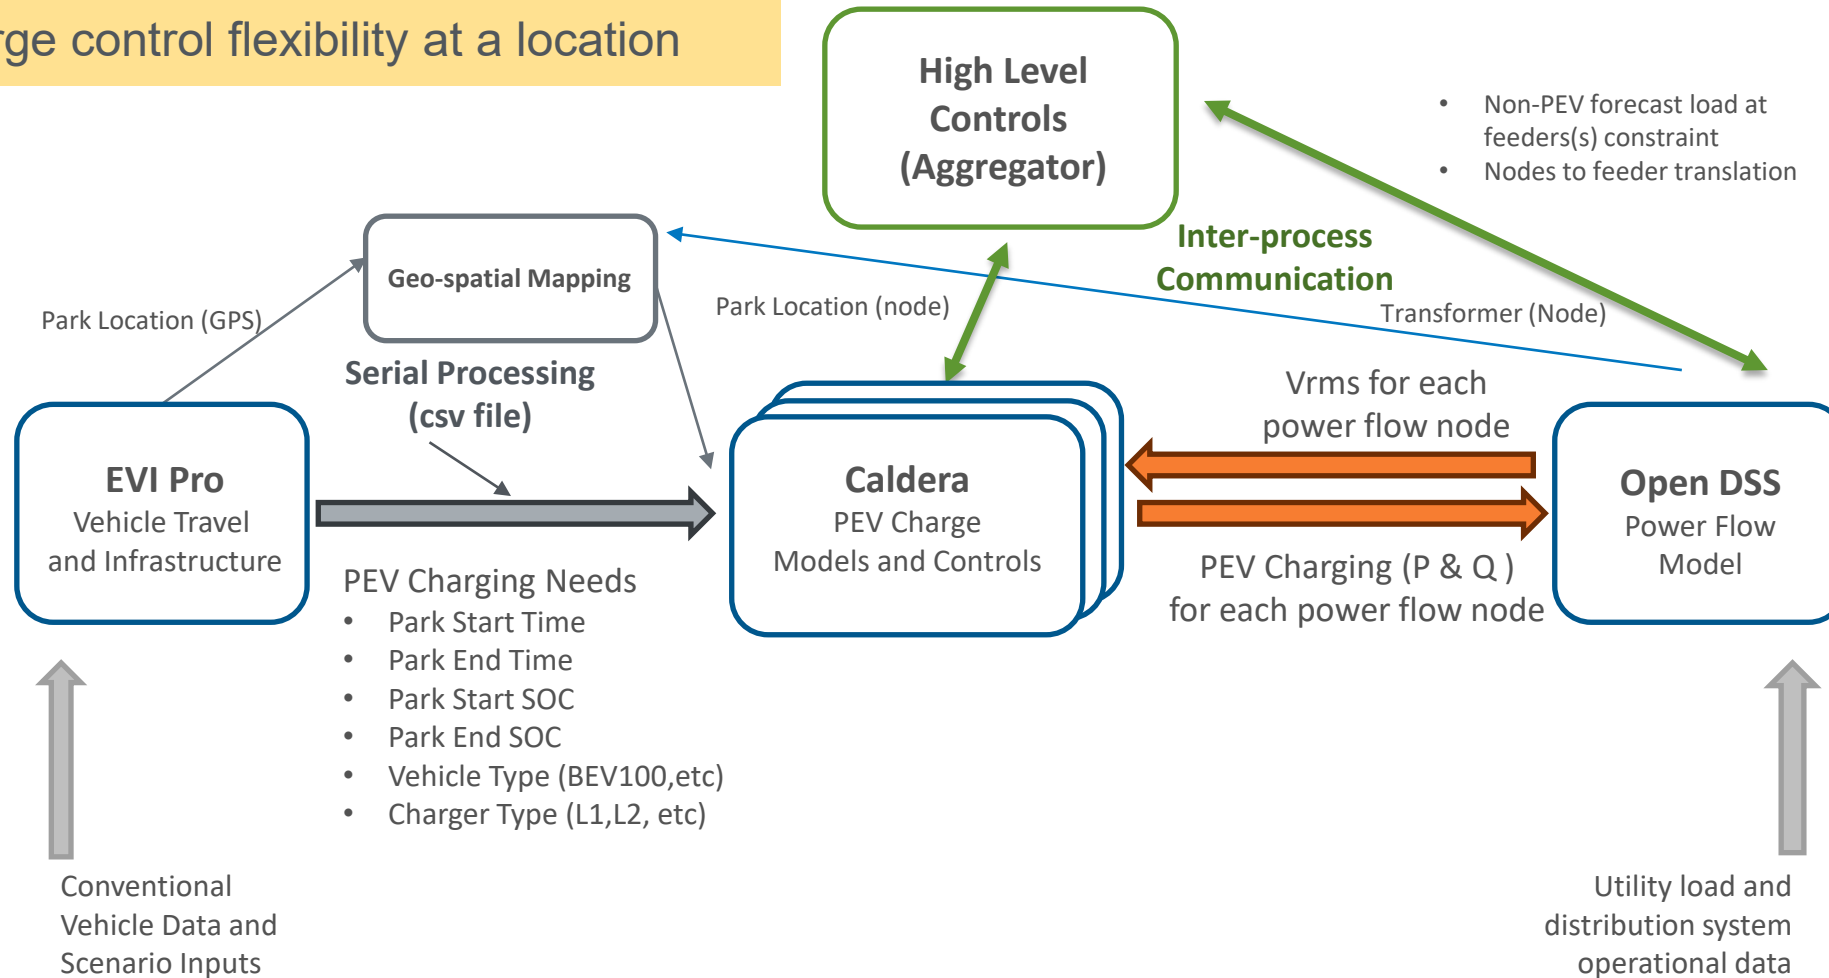 control flexibility at a location
High Level
Controls
(Aggregator)
• Non-PEV forecast load at
feeders(s) constraint
• Nodes to feeder translation
Inter-process
Communication
Geo-spatial Mapping
Park Location (GPS)
Park Location (node)
Transformer (Node)
Serial Processing
(csv file)
Vrms for each
power flow node
EVI Pro
Vehicle Travel
and Infrastructure
Caldera
PEV Charge
Models and Controls
Open DSS
Power Flow
Model
PEV Charging (P & Q )
for each power flow node
PEV Charging Needs
• Park Start Time
• Park End Time
• Park Start SOC
• Park End SOC
• Vehicle Type (BEV100,etc)
• Charger Type (L1,L2, etc)
Conventional
Vehicle Data and
Scenario Inputs
Utility load and
distribution system
operational data